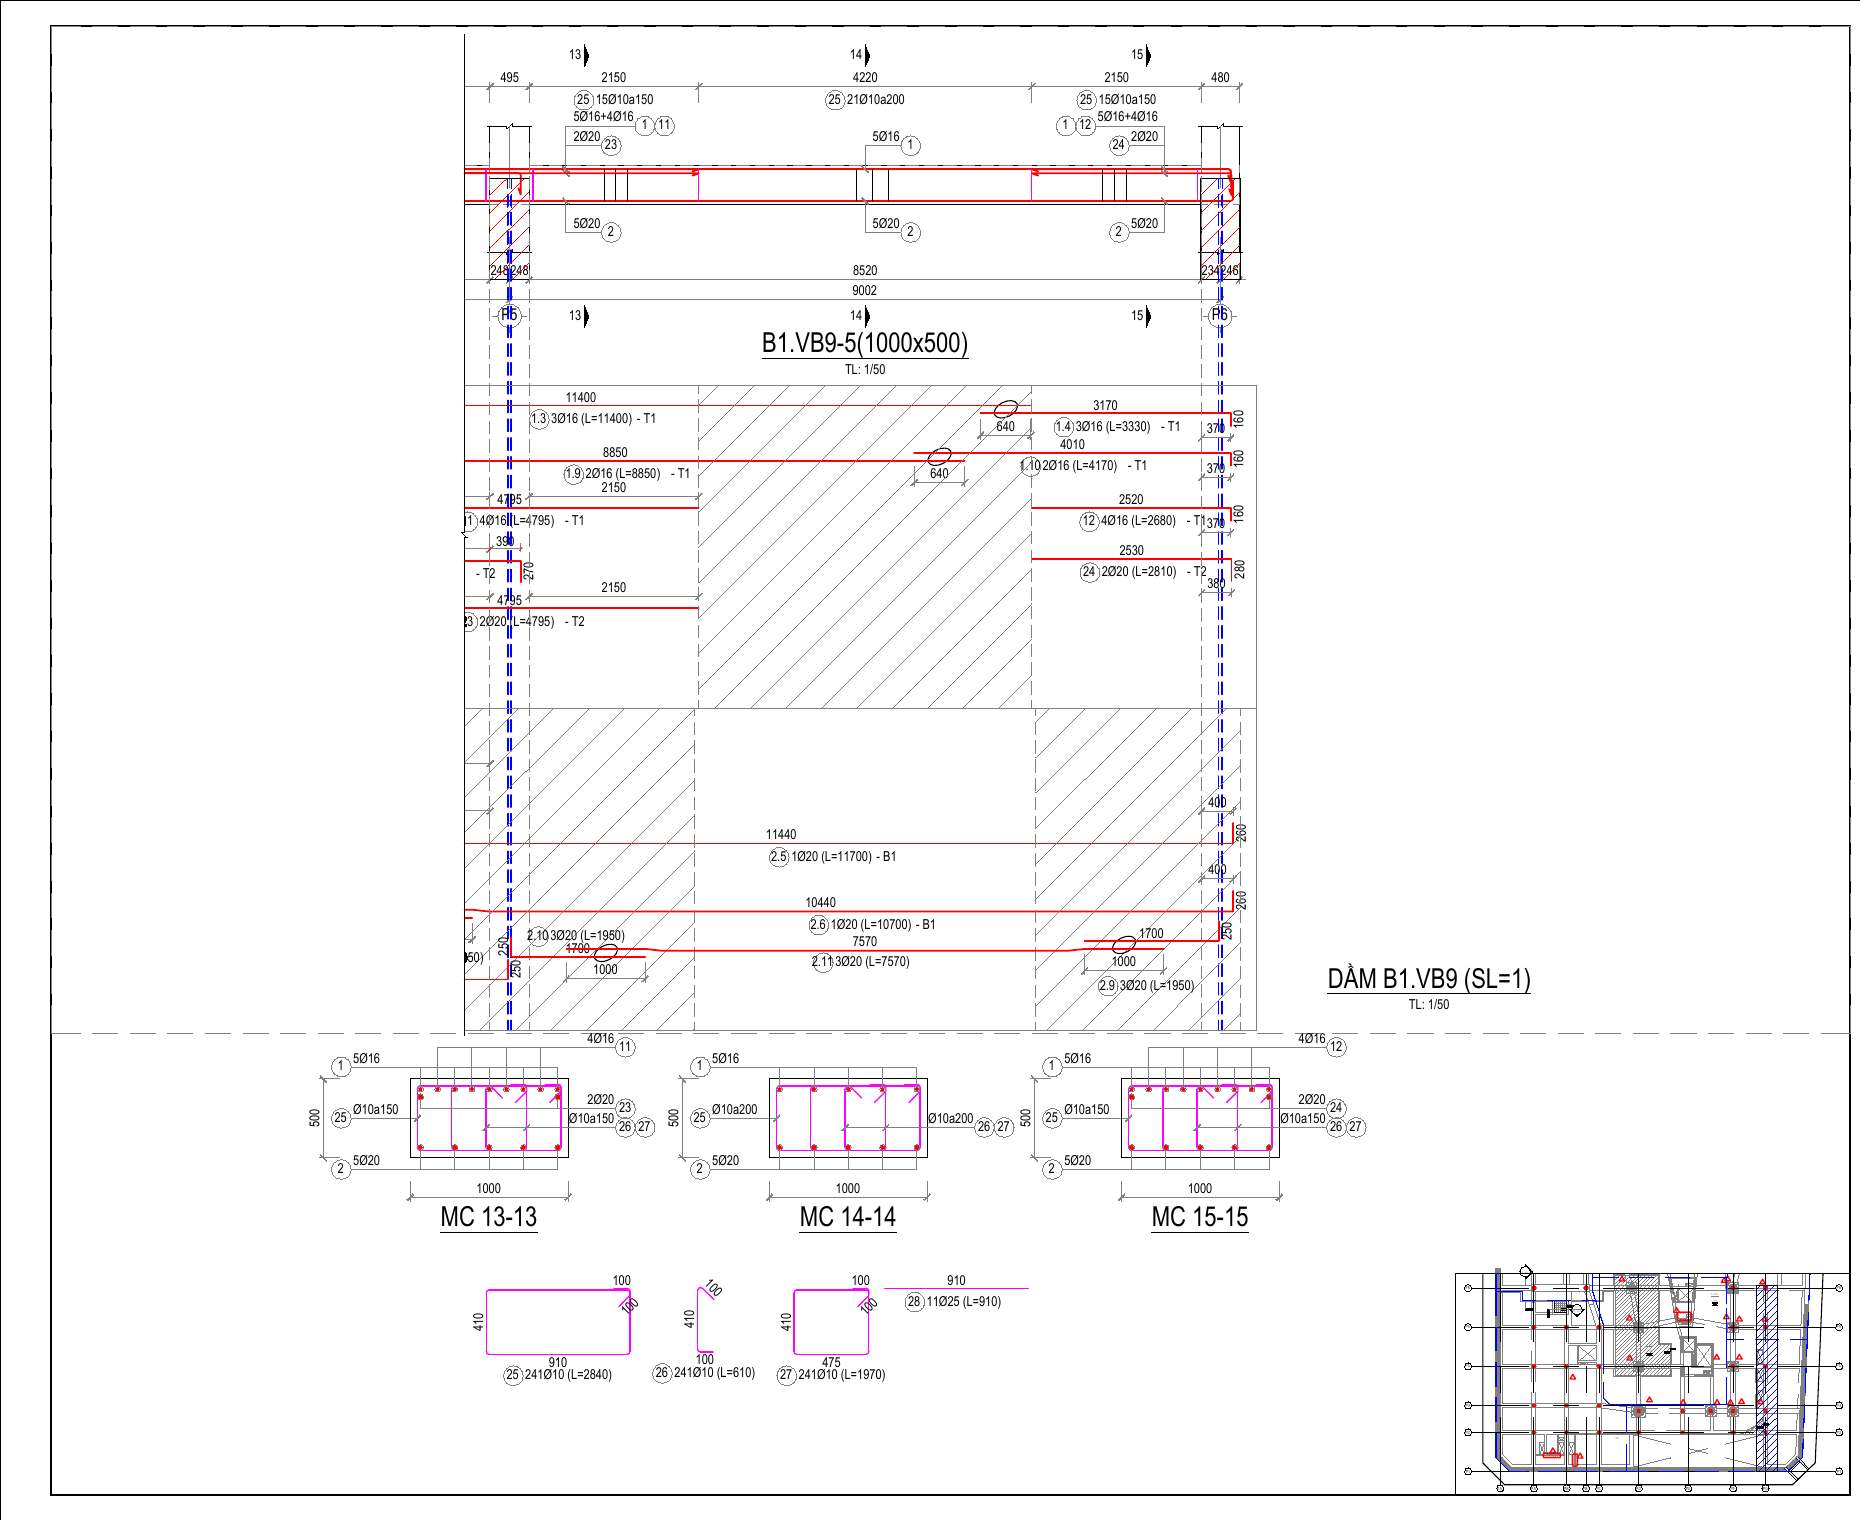 13 14 15
495 2150 4220 2150 480
25 15Ø10a150 25 21Ø10a200 25 15Ø10a150
5Ø16+4Ø16 1 11 1 12 5Ø16+4Ø16
2Ø20 23 5Ø16 1 24 2Ø20
5Ø20 2 5Ø20 2 2 5Ø20
248 248 8520 234 246
9002
P5 13 14 15 P6
B1.VB9-5(1000x500)
TL: 1/50
11400
1.3 3Ø16 (L=11400) - T1
3170 160
640 1.4 3Ø16 (L=3330) - T1 370
8850 4010 160
1.9 2Ø16 (L=8850) - T1 640 1.10 2Ø16 (L=4170) - T1 370
2150
4795 2520 160
11 4Ø16 (L=4795) - T1 12 4Ø16 (L=2680) - T1 370
390 2530
- T2 270 24 2Ø20 (L=2810) - T2 280
380
4795 2150
23 2Ø20 (L=4795) - T2
400
11440 260
2.5 1Ø20 (L=11700) - B1
400
10440 260
2.6 1Ø20 (L=10700) - B1
2.10 3Ø20 (L=1950) 7570 1700 250
250 1700
50) 250 1000 2.11 3Ø20 (L=7570) 1000
2.9 3Ø20 (L=1950)
DẦM B1.VB9 (SL=1)
TL: 1/50
4Ø16 11 4Ø16 12
1 5Ø16 1 5Ø16 1 5Ø16
2Ø20 23 2Ø20 24
500 25 Ø10a150 Ø10a150 26 27 500 25 Ø10a200 Ø10a200 26 27 500 25 Ø10a150 Ø10a150 26 27
2 5Ø20 2 5Ø20 2 5Ø20
1000 1000 1000
MC 13-13 MC 14-14 MC 15-15
100 100 100 910
100 100 28 11Ø25 (L=910)
410 410 410
910 100 475
25 241Ø10 (L=2840) 26 241Ø10 (L=610) 27 241Ø10 (L=1970)